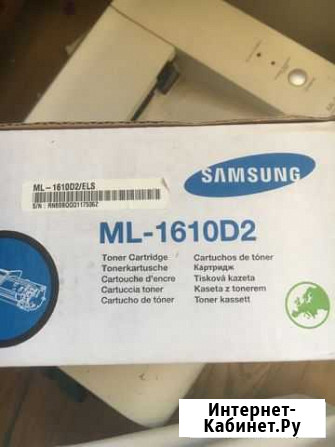 SAMSUNG
ML-1610D2/ELS
ML-1610D2
Toner Cartridge
Tonerkartusche
Cartouche d'encre
Cartuccia toner
Cartucho de toner
Cartuchos de tóner
Картридж
Tisková kazeta
Kaseta z tonerem
Toner kassett
Интернет-
Кабинет.Ру